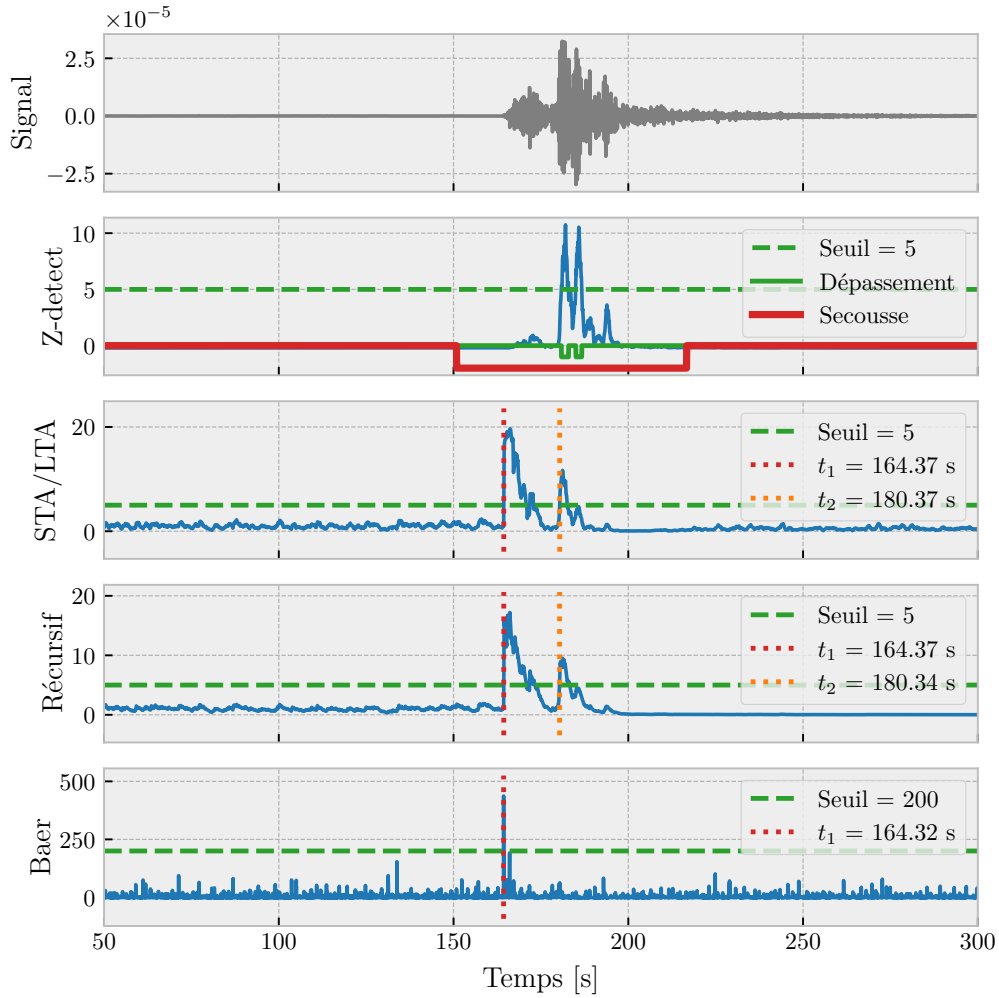 ×10⁻⁵
Signal
2.5
0.0
−2.5
Z-detect
10
5
0
Seuil = 5
Dépassement
Secousse
STA/LTA
20
10
0
Seuil = 5
t₁ = 164.37 s
t₂ = 180.37 s
Récursif
20
10
0
Seuil = 5
t₁ = 164.37 s
t₂ = 180.34 s
Baer
500
250
0
Seuil = 200
t₁ = 164.32 s
50 100 150 200 250 300
Temps [s]